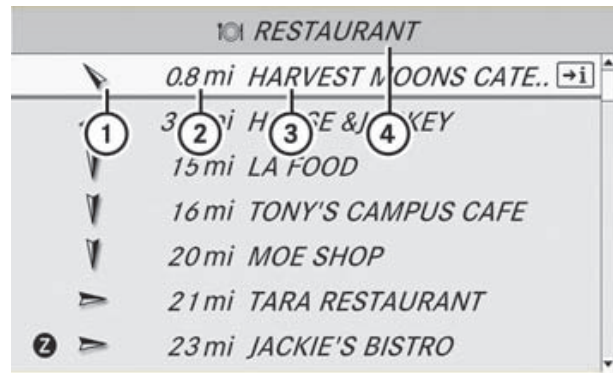 RESTAURANT
0.8 mi HARVEST MOONS CATE.. →i
1 2 3 4
15 mi LA FOOD
16 mi TONY'S CAMPUS CAFE
20 mi MOE SHOP
21 mi TARA RESTAURANT
Z 23 mi JACKIE'S BISTRO